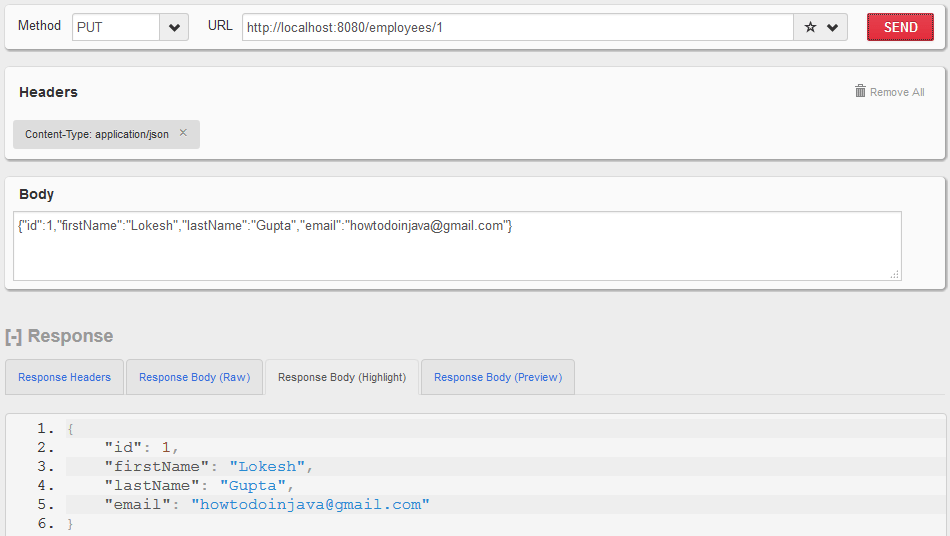 Method PUT URL http://localhost:8080/employees/1 SEND
Headers Remove All
Content-Type: application/json ×
Body
{"id":1,"firstName":"Lokesh","lastName":"Gupta","email":"howtodoinjava@gmail.com"}
[-] Response
Response Headers Response Body (Raw) Response Body (Highlight) Response Body (Preview)
1. {
2. "id": 1,
3. "firstName": "Lokesh",
4. "lastName": "Gupta",
5. "email": "howtodoinjava@gmail.com"
6. }